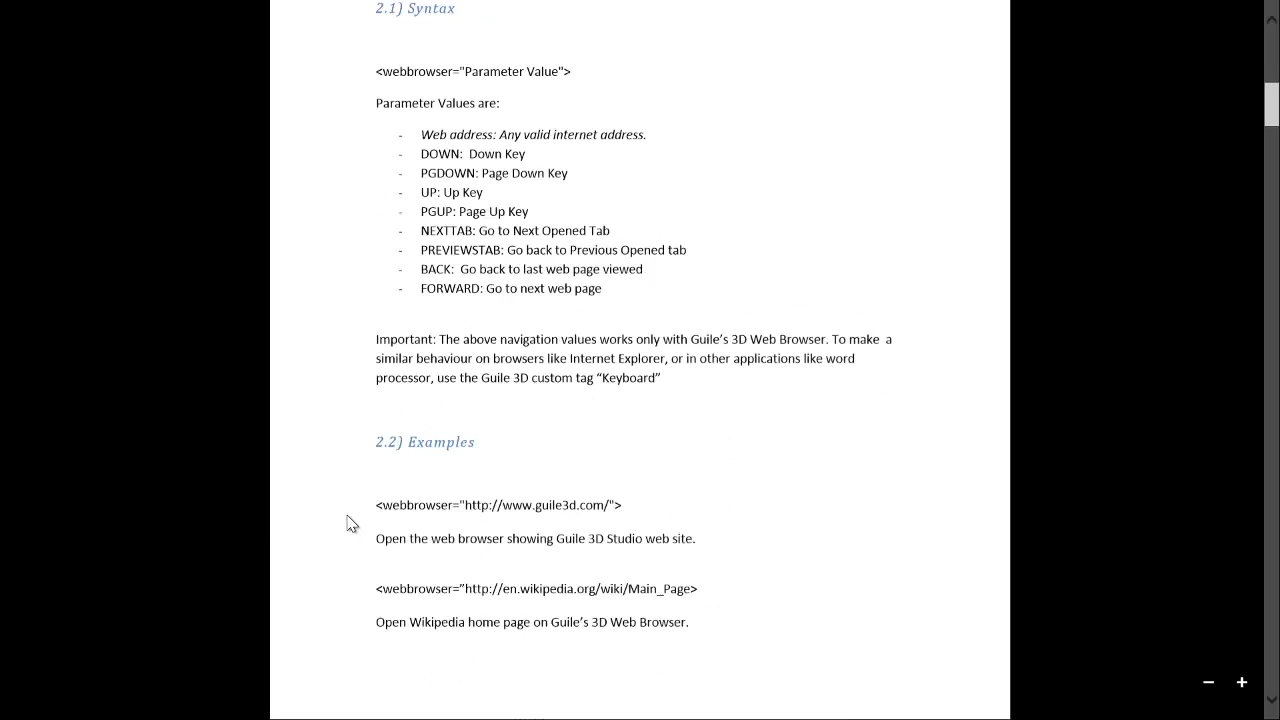 2.1) Syntax
<webbrowser="Parameter Value">
Parameter Values are:
- Web address: Any valid internet address.
- DOWN:  Down Key
- PGDOWN: Page Down Key
- UP: Up Key
- PGUP: Page Up Key
- NEXTTAB: Go to Next Opened Tab
- PREVIEWSTAB: Go back to Previous Opened tab
- BACK:  Go back to last web page viewed
- FORWARD: Go to next web page
Important: The above navigation values works only with Guile’s 3D Web Browser. To make  a
similar behaviour on browsers like Internet Explorer, or in other applications like word
processor, use the Guile 3D custom tag “Keyboard”
2.2) Examples
<webbrowser="http://www.guile3d.com/">
Open the web browser showing Guile 3D Studio web site.
<webbrowser=”http://en.wikipedia.org/wiki/Main_Page>
Open Wikipedia home page on Guile’s 3D Web Browser.